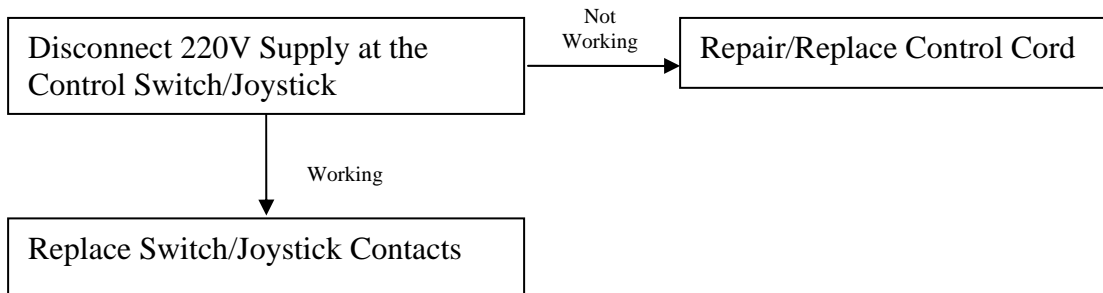 Disconnect 220V Supply at the
Control Switch/Joystick
Not
Working
Repair/Replace Control Cord
Working
Replace Switch/Joystick Contacts